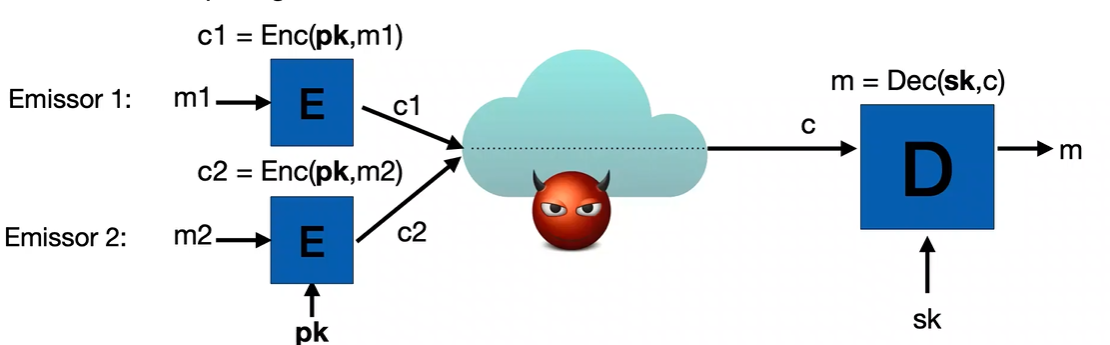 c1 = Enc(pk,m1)
Emissor 1:
m1
E
c1
c2 = Enc(pk,m2)
Emissor 2:
m2
E
c2
pk
m = Dec(sk,c)
c
D
m
sk